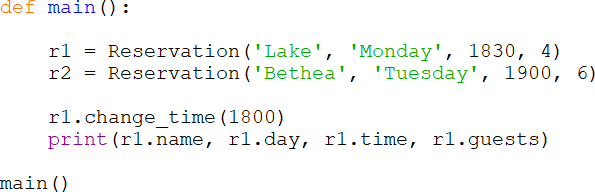 def main():
    r1 = Reservation('Lake', 'Monday', 1830, 4)
    r2 = Reservation('Bethea', 'Tuesday', 1900, 6)
    r1.change_time(1800)
    print(r1.name, r1.day, r1.time, r1.guests)
main()